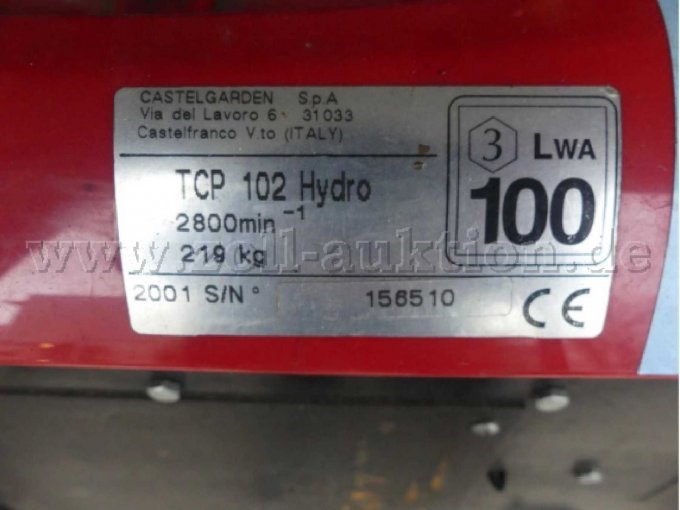 CASTELGARDEN S.p.A
Via del Lavoro 6 31033
Castelfranco V.to (ITALY)
TCP 102 Hydro
2800min⁻¹
219 kg
2001 S/N° 156510
3 LWA
100
CE
www.zoll-auktion.de